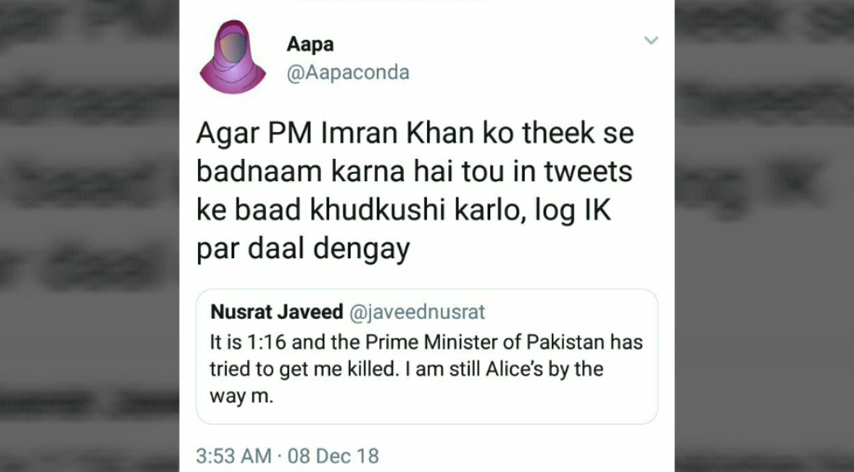 Aapa
@Aapaconda
Agar PM Imran Khan ko theek se
badnaam karna hai tou in tweets
ke baad khudkushi karlo, log IK
par daal dengay
Nusrat Javeed @javeednusrat
It is 1:16 and the Prime Minister of Pakistan has
tried to get me killed. I am still Alice's by the
way m.
3:53 AM · 08 Dec 18